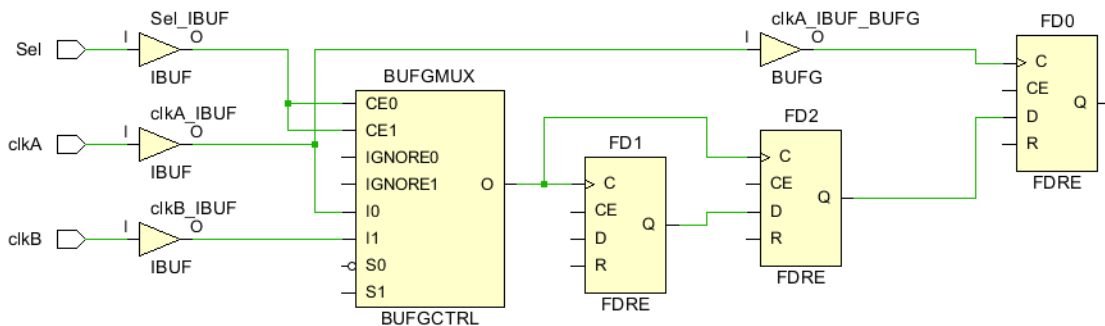 Sel
I
Sel_IBUF
O
IBUF
clkA
I
clkA_IBUF
O
IBUF
clkB
I
clkB_IBUF
O
IBUF
BUFGMUX
CE0
CE1
IGNORE0
IGNORE1
I0
I1
S0
S1
O
BUFGCTRL
clkA_IBUF_BUFG
I
O
BUFG
FD1
C
CE
D
R
Q
FDRE
FD2
C
CE
D
R
Q
FDRE
FD0
C
CE
D
R
Q
FDRE